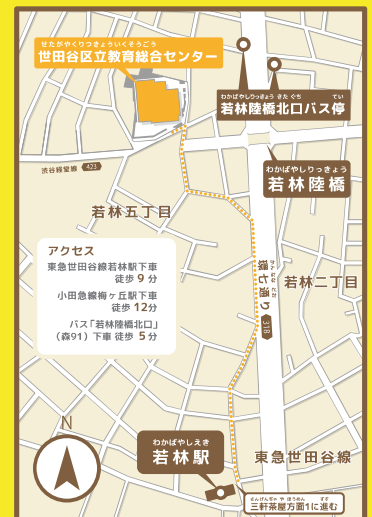 せたがやくりつきょういくそうごう
世田谷区立教育総合センター
わかばやしりっきょう きた ぐち てい
若林陸橋北口バス停
渋谷経堂線 423
わかばやしりっきょう
若林陸橋
若林五丁目
アクセス
東急世田谷線若林駅下車
徒歩 9 分
小田急線梅ヶ丘駅下車
徒歩 12分
バス「若林陸橋北口」
(森91) 下車 徒歩 5分
かんななどおり
環七通り
318
若林二丁目
N
わかばやしえき
若林駅
東急世田谷線
さんげんぢゃ や ほうめん すす
三軒茶屋方面1に進む